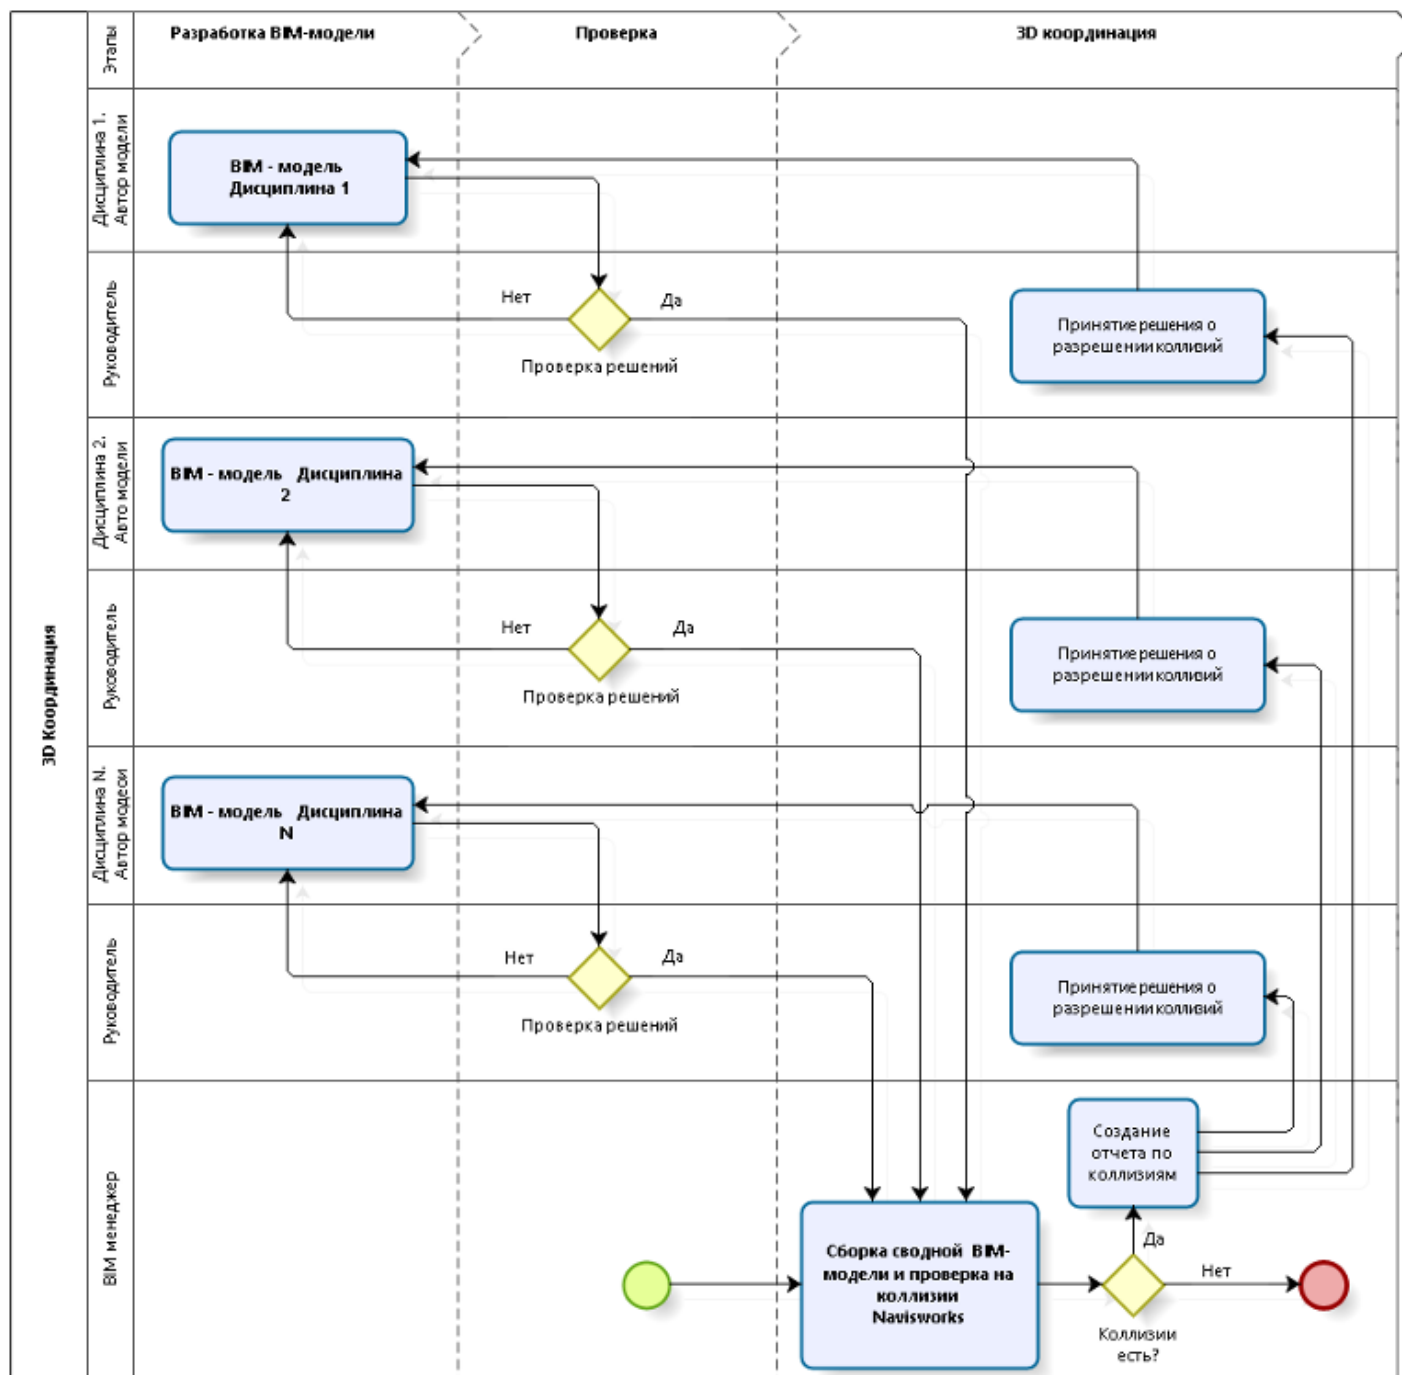 3D Координация
Этапы
Разработка BIM-модели
Проверка
3D координация
Дисциплина 1.
Автор модели
BIM - модель
Дисциплина 1
Руководитель
Нет
Да
Проверка решений
Принятие решения о
разрешении коллизий
Дисциплина 2.
Авто модели
BIM - модель Дисциплина
2
Руководитель
Нет
Да
Проверка решений
Принятие решения о
разрешении коллизий
Дисциплина N.
Автор модеои
BIM - модель Дисциплина
N
Руководитель
Нет
Да
Проверка решений
Принятие решения о
разрешении коллизий
BIM менеджер
Создание
отчета по
коллизиям
Да
Сборка сводной BIM-
модели и проверка на
коллизии
Navisworks
Нет
Коллизии
есть?